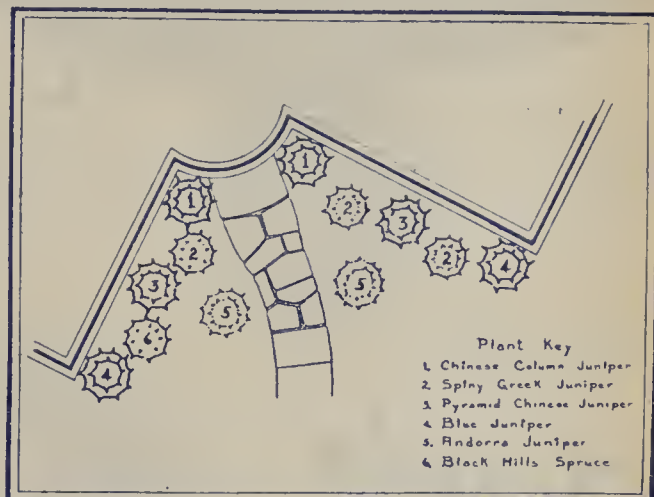 1
1
2
2
3
3
2
4
5
5
6
4
Plant Key
1. Chinese Column Juniper
2. Spiny Greek Juniper
3. Pyramid Chinese Juniper
4. Blue Juniper
5. Andorra Juniper
6. Black Hills Spruce